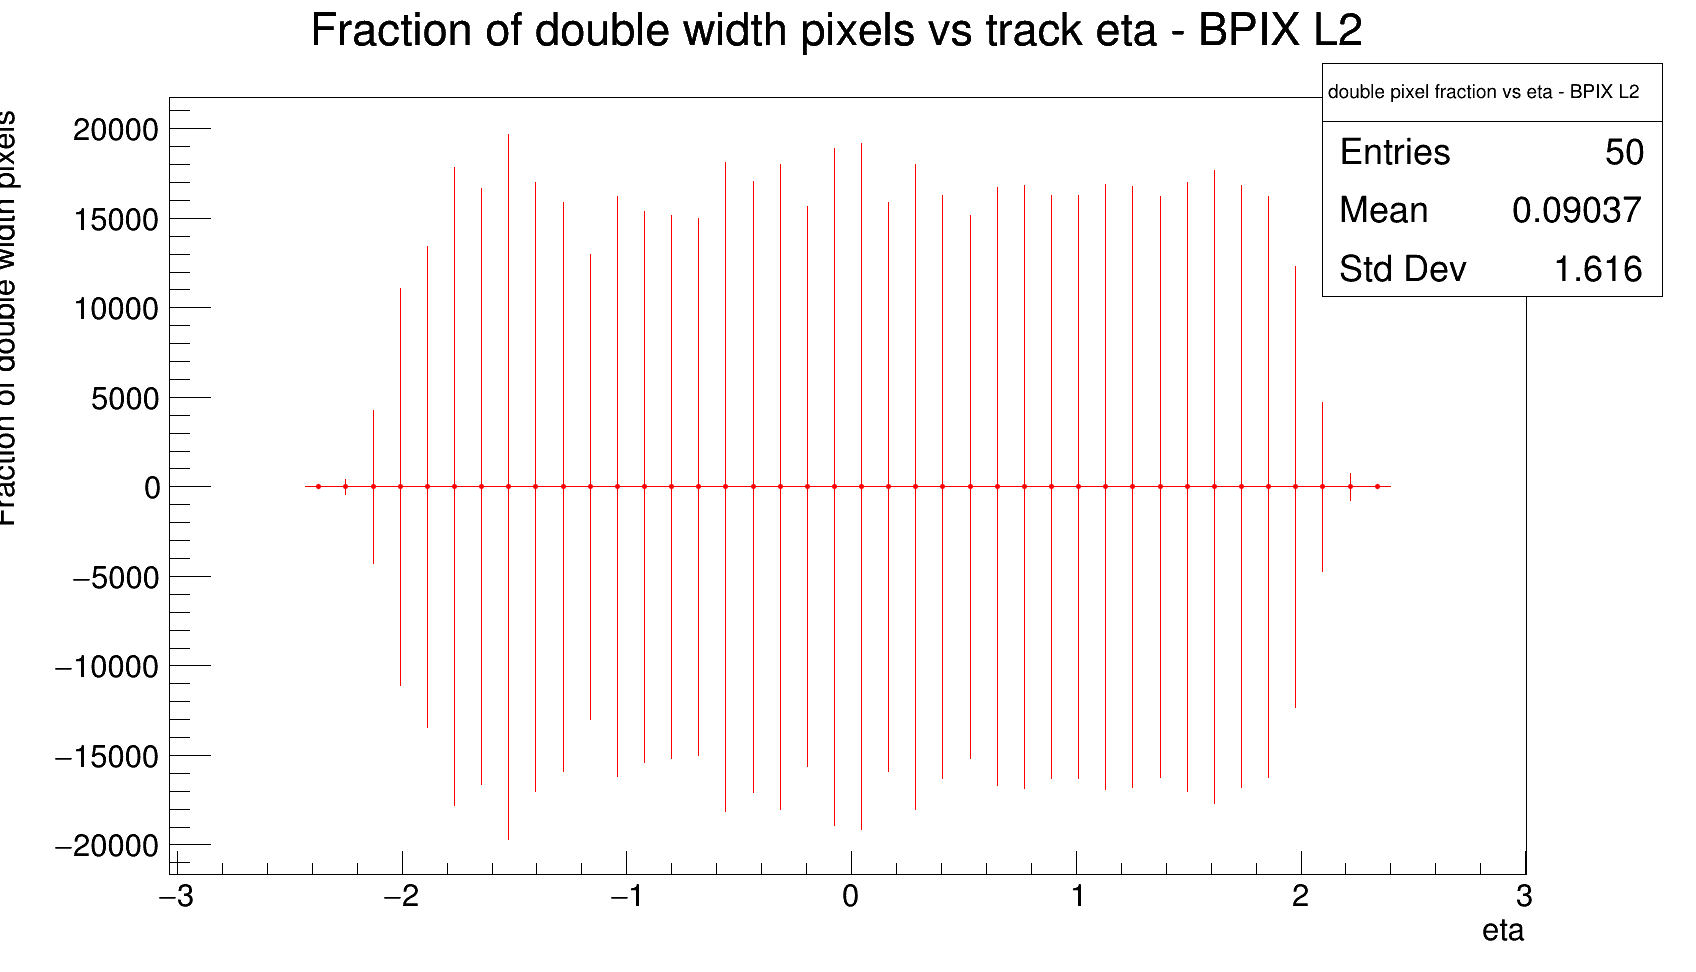 Fraction of double width pixels vs track eta - BPIX L2
double pixel fraction vs eta - BPIX L2
Entries 50
Mean 0.09037
Std Dev 1.616
Fraction of double width pixels
20000
15000
10000
5000
0
−5000
−10000
−15000
−20000
−3 −2 −1 0 1 2 3
eta